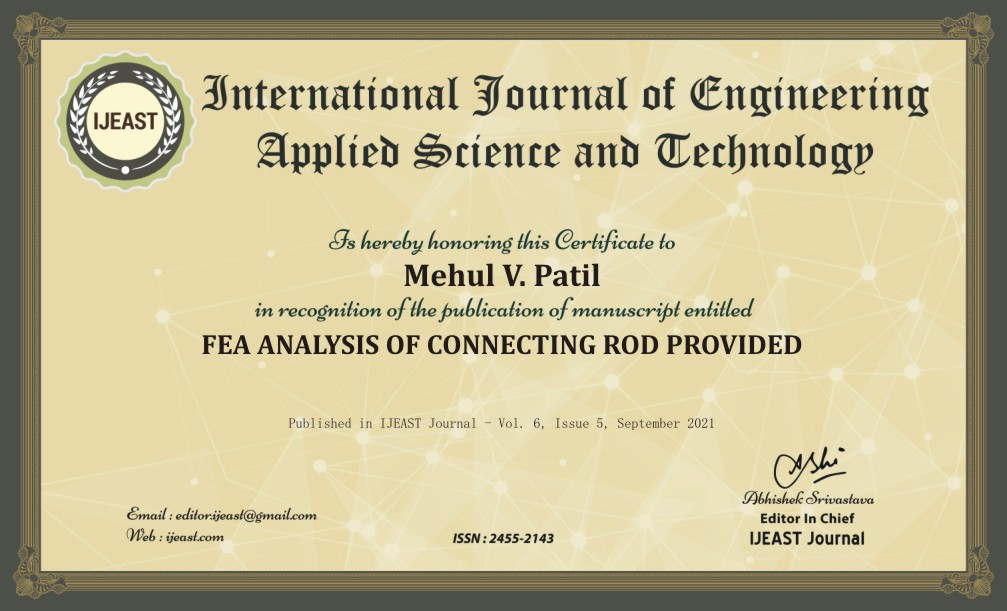 IJEAST
International Journal of Engineering
Applied Science and Technology
Is hereby honoring this Certificate to
Mehul V. Patil
in recognition of the publication of manuscript entitled
FEA ANALYSIS OF CONNECTING ROD PROVIDED
Published in IJEAST Journal - Vol. 6, Issue 5, September 2021
Ashi
Abhishek Srivastava
Email : editor.ijeast@gmail.com
Editor In Chief
Web : ijeast.com
ISSN : 2455-2143
IJEAST Journal